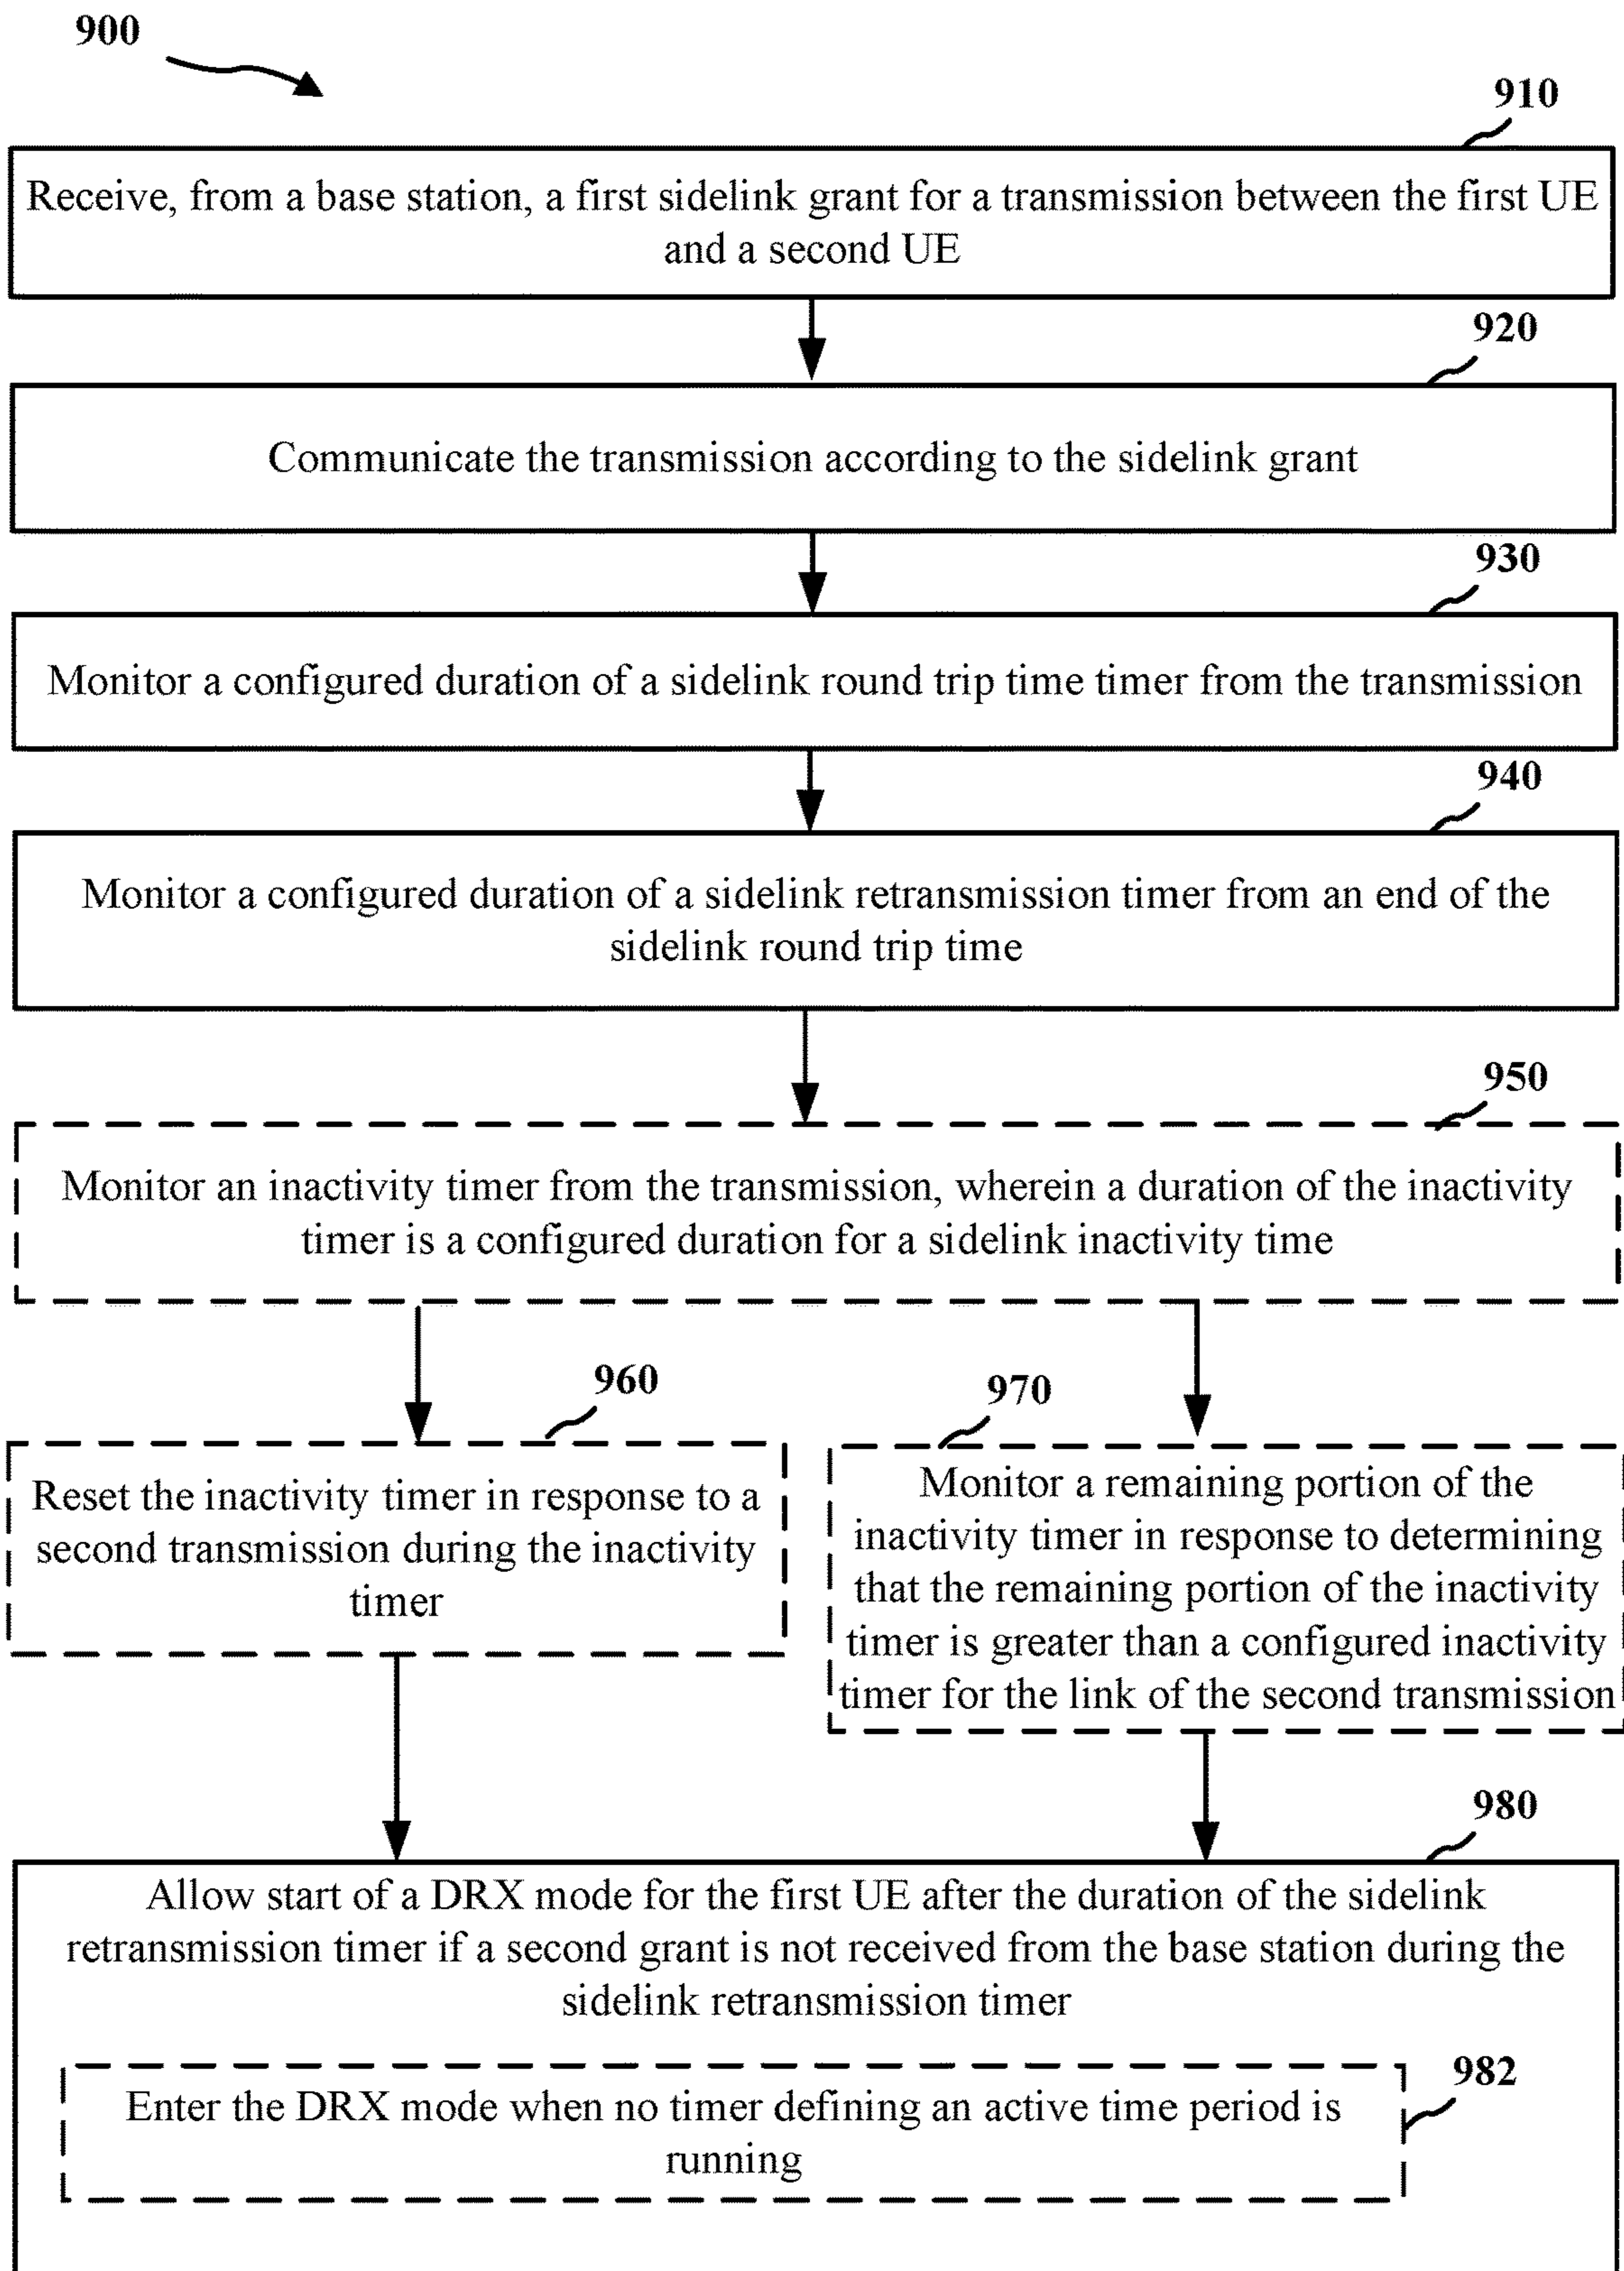 900
910
Receive, from a base station, a first sidelink grant for a transmission between the first UE
and a second UE
920
Communicate the transmission according to the sidelink grant
930
Monitor a configured duration of a sidelink round trip time timer from the transmission
940
Monitor a configured duration of a sidelink retransmission timer from an end of the
sidelink round trip time
950
Monitor an inactivity timer from the transmission, wherein a duration of the inactivity
timer is a configured duration for a sidelink inactivity time
960
Reset the inactivity timer in response to a
second transmission during the inactivity
timer
970
Monitor a remaining portion of the
inactivity timer in response to determining
that the remaining portion of the inactivity
timer is greater than a configured inactivity
timer for the link of the second transmission
980
Allow start of a DRX mode for the first UE after the duration of the sidelink
retransmission timer if a second grant is not received from the base station during the
sidelink retransmission timer
982
Enter the DRX mode when no timer defining an active time period is
running